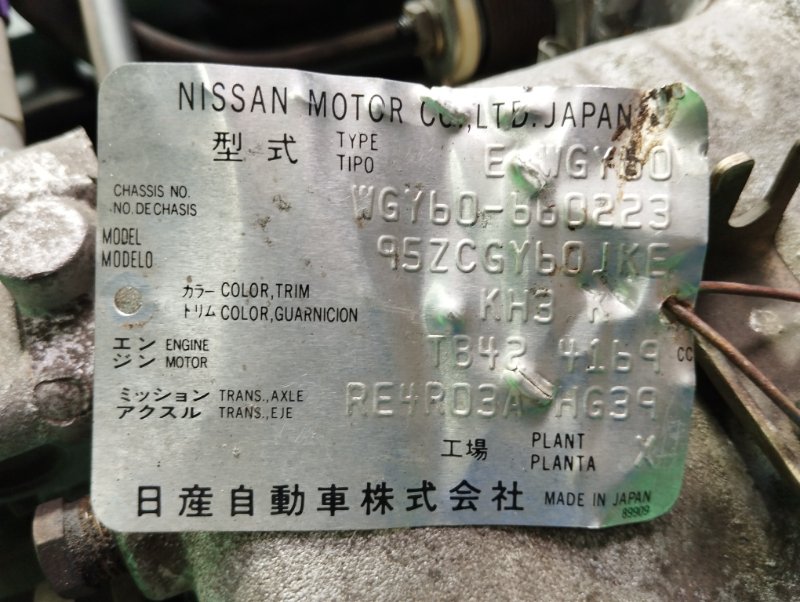 NISSAN MOTOR CO.,LTD. JAPAN
型式 TYPE TIPO E-WGY60
CHASSIS NO. NO. DE CHASIS WGY60-660223
MODEL MODELO 95ZCGY60JKE
カラー COLOR,TRIM トリム COLOR,GUARNICION KH3 K
エンジン ENGINE MOTOR TB42 4169 CC
ミッション アクスル TRANS.,AXLE TRANS.,EJE RE4R03A HG39
工場 PLANT PLANTA X
日産自動車株式会社 MADE IN JAPAN
89909